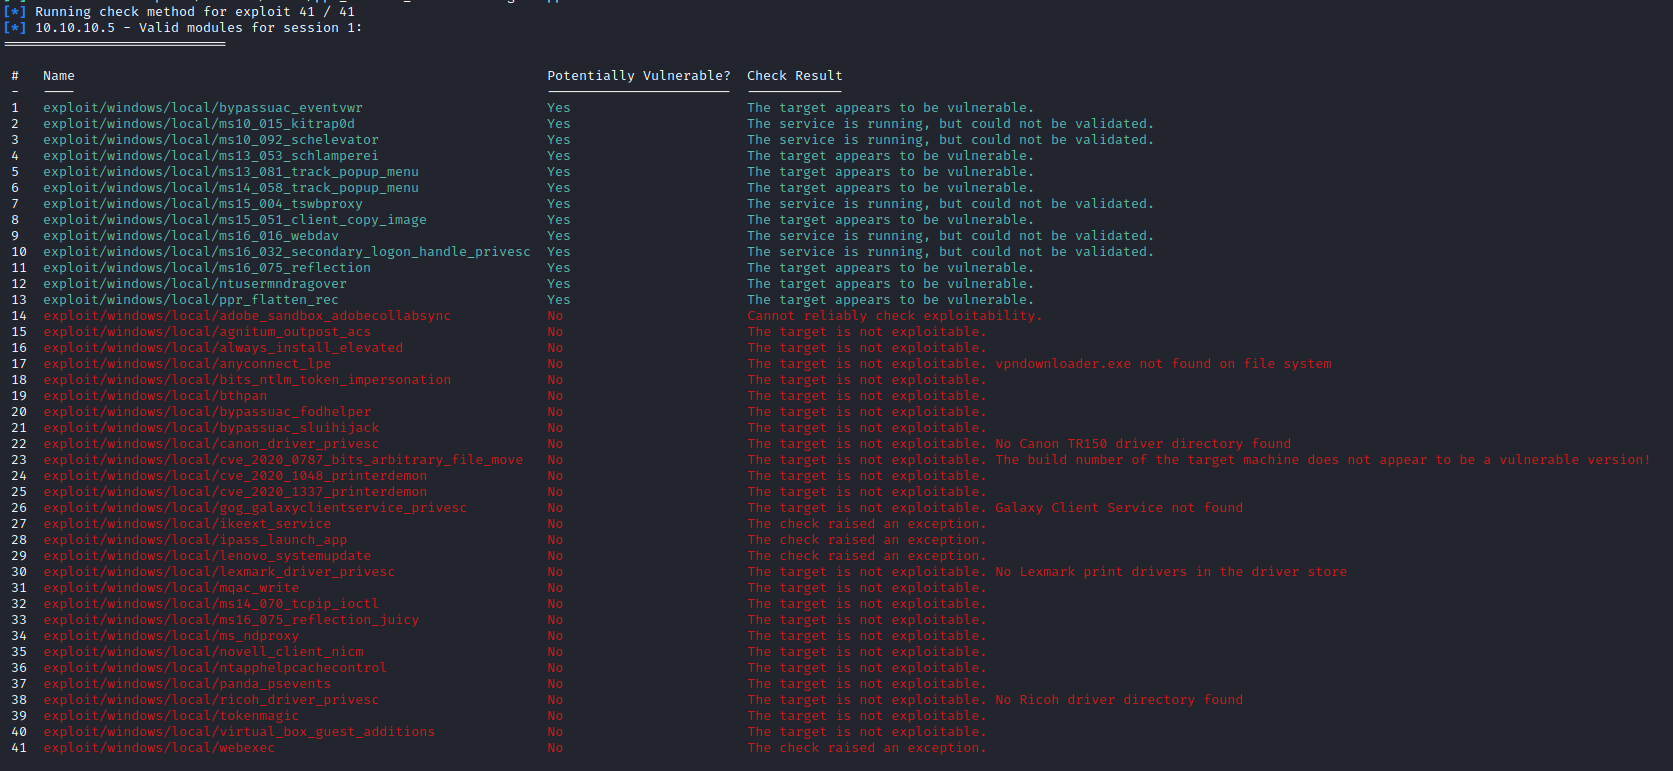 [*] Running check method for exploit 41 / 41
[*] 10.10.10.5 - Valid modules for session 1:
============================
# Name Potentially Vulnerable? Check Result
- ---- ----------------------- ------------
1 exploit/windows/local/bypassuac_eventvwr Yes The target appears to be vulnerable.
2 exploit/windows/local/ms10_015_kitrap0d Yes The service is running, but could not be validated.
3 exploit/windows/local/ms10_092_schelevator Yes The service is running, but could not be validated.
4 exploit/windows/local/ms13_053_schlamperei Yes The target appears to be vulnerable.
5 exploit/windows/local/ms13_081_track_popup_menu Yes The target appears to be vulnerable.
6 exploit/windows/local/ms14_058_track_popup_menu Yes The target appears to be vulnerable.
7 exploit/windows/local/ms15_004_tswbproxy Yes The service is running, but could not be validated.
8 exploit/windows/local/ms15_051_client_copy_image Yes The target appears to be vulnerable.
9 exploit/windows/local/ms16_016_webdav Yes The service is running, but could not be validated.
10 exploit/windows/local/ms16_032_secondary_logon_handle_privesc Yes The service is running, but could not be validated.
11 exploit/windows/local/ms16_075_reflection Yes The target appears to be vulnerable.
12 exploit/windows/local/ntusermndragover Yes The target appears to be vulnerable.
13 exploit/windows/local/ppr_flatten_rec Yes The target appears to be vulnerable.
14 exploit/windows/local/adobe_sandbox_adobecollabsync No Cannot reliably check exploitability.
15 exploit/windows/local/agnitum_outpost_acs No The target is not exploitable.
16 exploit/windows/local/always_install_elevated No The target is not exploitable.
17 exploit/windows/local/anyconnect_lpe No The target is not exploitable. vpndownloader.exe not found on file system
18 exploit/windows/local/bits_ntlm_token_impersonation No The target is not exploitable.
19 exploit/windows/local/bthpan No The target is not exploitable.
20 exploit/windows/local/bypassuac_fodhelper No The target is not exploitable.
21 exploit/windows/local/bypassuac_sluihijack No The target is not exploitable.
22 exploit/windows/local/canon_driver_privesc No The target is not exploitable. No Canon TR150 driver directory found
23 exploit/windows/local/cve_2020_0787_bits_arbitrary_file_move No The target is not exploitable. The build number of the target machine does not appear to be a vulnerable version!
24 exploit/windows/local/cve_2020_1048_printerdemon No The target is not exploitable.
25 exploit/windows/local/cve_2020_1337_printerdemon No The target is not exploitable.
26 exploit/windows/local/gog_galaxyclientservice_privesc No The target is not exploitable. Galaxy Client Service not found
27 exploit/windows/local/ikeext_service No The check raised an exception.
28 exploit/windows/local/ipass_launch_app No The check raised an exception.
29 exploit/windows/local/lenovo_systemupdate No The check raised an exception.
30 exploit/windows/local/lexmark_driver_privesc No The target is not exploitable. No Lexmark print drivers in the driver store
31 exploit/windows/local/mqac_write No The target is not exploitable.
32 exploit/windows/local/ms14_070_tcpip_ioctl No The target is not exploitable.
33 exploit/windows/local/ms16_075_reflection_juicy No The target is not exploitable.
34 exploit/windows/local/ms_ndproxy No The target is not exploitable.
35 exploit/windows/local/novell_client_nicm No The target is not exploitable.
36 exploit/windows/local/ntapphelpcachecontrol No The target is not exploitable.
37 exploit/windows/local/panda_psevents No The target is not exploitable.
38 exploit/windows/local/ricoh_driver_privesc No The target is not exploitable. No Ricoh driver directory found
39 exploit/windows/local/tokenmagic No The target is not exploitable.
40 exploit/windows/local/virtual_box_guest_additions No The target is not exploitable.
41 exploit/windows/local/webexec No The check raised an exception.